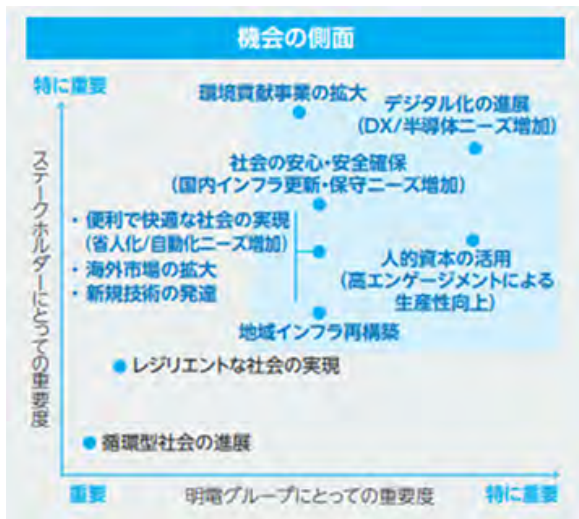 機会の側面
特に重要
環境貢献事業の拡大
デジタル化の進展
(DX/半導体ニーズ増加)
社会の安心・安全確保
(国内インフラ更新・保守ニーズ増加)
・便利で快適な社会の実現
(省人化/自動化ニーズ増加)
・海外市場の拡大
・新規技術の発達
人的資本の活用
(高エンゲージメントによる
生産性向上)
地域インフラ再構築
レジリエントな社会の実現
循環型社会の進展
ステークホルダーにとっての重要度
重要
明電グループにとっての重要度
特に重要